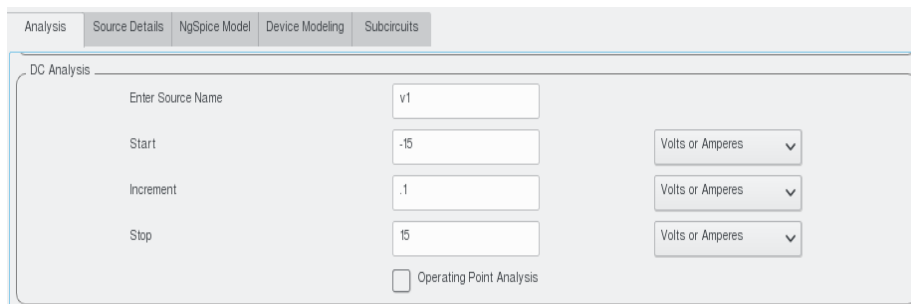 Analysis Source Details NgSpice Model Device Modeling Subcircuits
DC Analysis
Enter Source Name v1
Start -15 Volts or Amperes
Increment .1 Volts or Amperes
Stop 15 Volts or Amperes
Operating Point Analysis